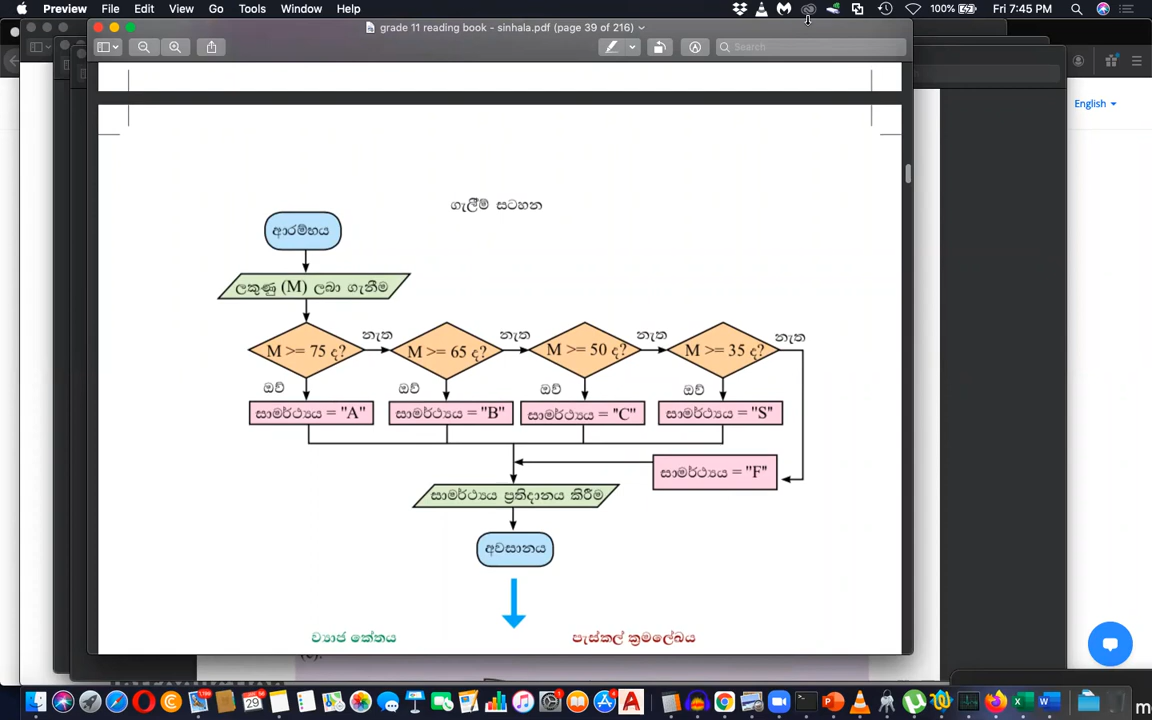 Preview File Edit View Go Tools Window Help
100% Fri 7:45 PM
grade 11 reading book - sinhala.pdf (page 39 of 216)
Search
English
ගැලීම් සටහන
ආරම්භය
ලකුණු (M) ලබා ගැනීම
නැත නැත නැත නැත
M >= 75 ද? M >= 65 ද? M >= 50 ද? M >= 35 ද?
ඔව් ඔව් ඔව් ඔව්
සාමර්ථ්‍යය = "A" සාමර්ථ්‍යය = "B" සාමර්ථ්‍යය = "C" සාමර්ථ්‍යය = "S"
සාමර්ථ්‍යය = "F"
සාමර්ථ්‍යය ප්‍රතිදානය කිරීම
අවසානය
ව්‍යාජ කේතය පැස්කල් ක්‍රමලේඛය